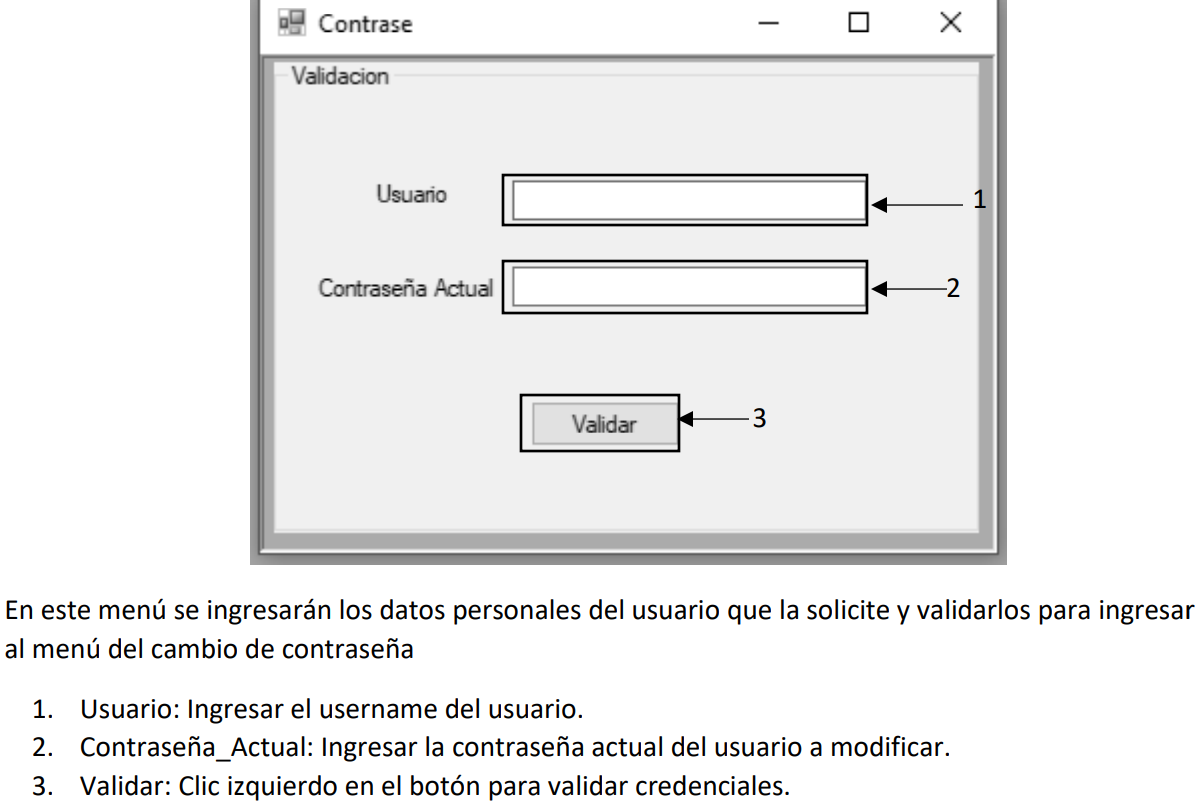 Contrase
Validacion
Usuario
1
Contraseña Actual
2
Validar
3
En este menú se ingresarán los datos personales del usuario que la solicite y validarlos para ingresar
al menú del cambio de contraseña
1. Usuario: Ingresar el username del usuario.
2. Contraseña_Actual: Ingresar la contraseña actual del usuario a modificar.
3. Validar: Clic izquierdo en el botón para validar credenciales.